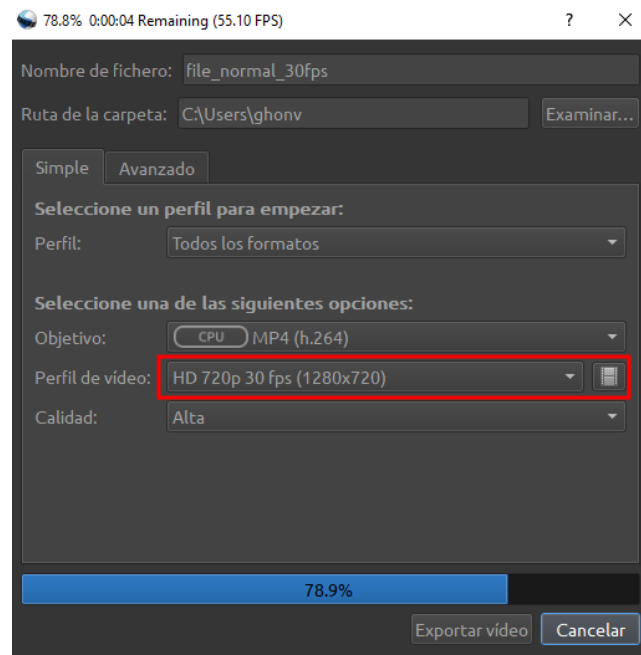 78.8% 0:00:04 Remaining (55.10 FPS) ? ×
Nombre de fichero: file_normal_30fps
Ruta de la carpeta: C:\Users\ghonv Examinar...
Simple Avanzado
Seleccione un perfil para empezar:
Perfil: Todos los formatos
Seleccione una de las siguientes opciones:
Objetivo: CPU MP4 (h.264)
Perfil de vídeo: HD 720p 30 fps (1280x720)
Calidad: Alta
78.9%
Exportar vídeo Cancelar